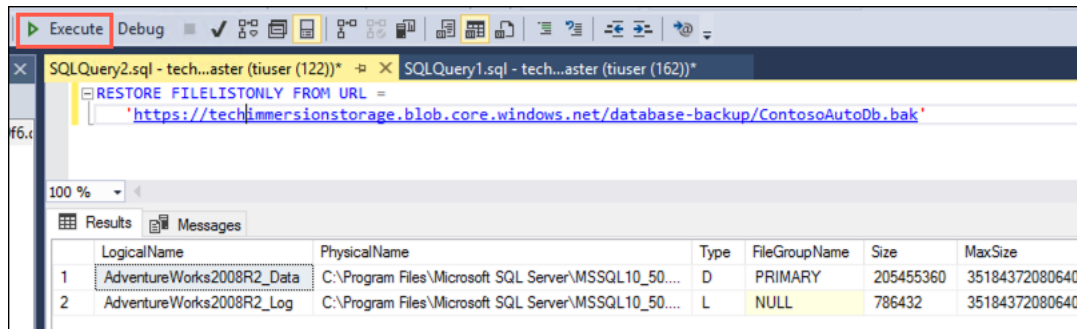 Execute Debug
SQLQuery2.sql - tech...aster (tiuser (122))* SQLQuery1.sql - tech...aster (tiuser (162))*
RESTORE FILELISTONLY FROM URL =
'https://techimmersionstorage.blob.core.windows.net/database-backup/ContosoAutoDb.bak'
100 %
Results Messages
LogicalName PhysicalName Type FileGroupName Size MaxSize
1 AdventureWorks2008R2_Data C:\Program Files\Microsoft SQL Server\MSSQL10_50.... D PRIMARY 205455360 35184372080640
2 AdventureWorks2008R2_Log C:\Program Files\Microsoft SQL Server\MSSQL10_50.... L NULL 786432 35184372080640